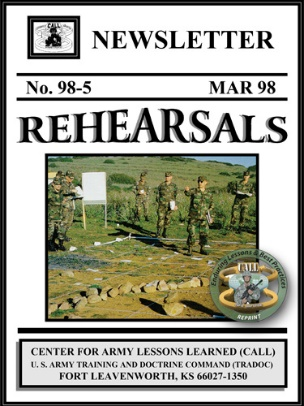 CALL
NEWSLETTER
No. 98-5 MAR 98
REHEARSALS
Enduring Lessons & Best Practices
CALL
REPRINT
CENTER FOR ARMY LESSONS LEARNED (CALL)
U. S. ARMY TRAINING AND DOCTRINE COMMAND (TRADOC)
FORT LEAVENWORTH, KS 66027-1350